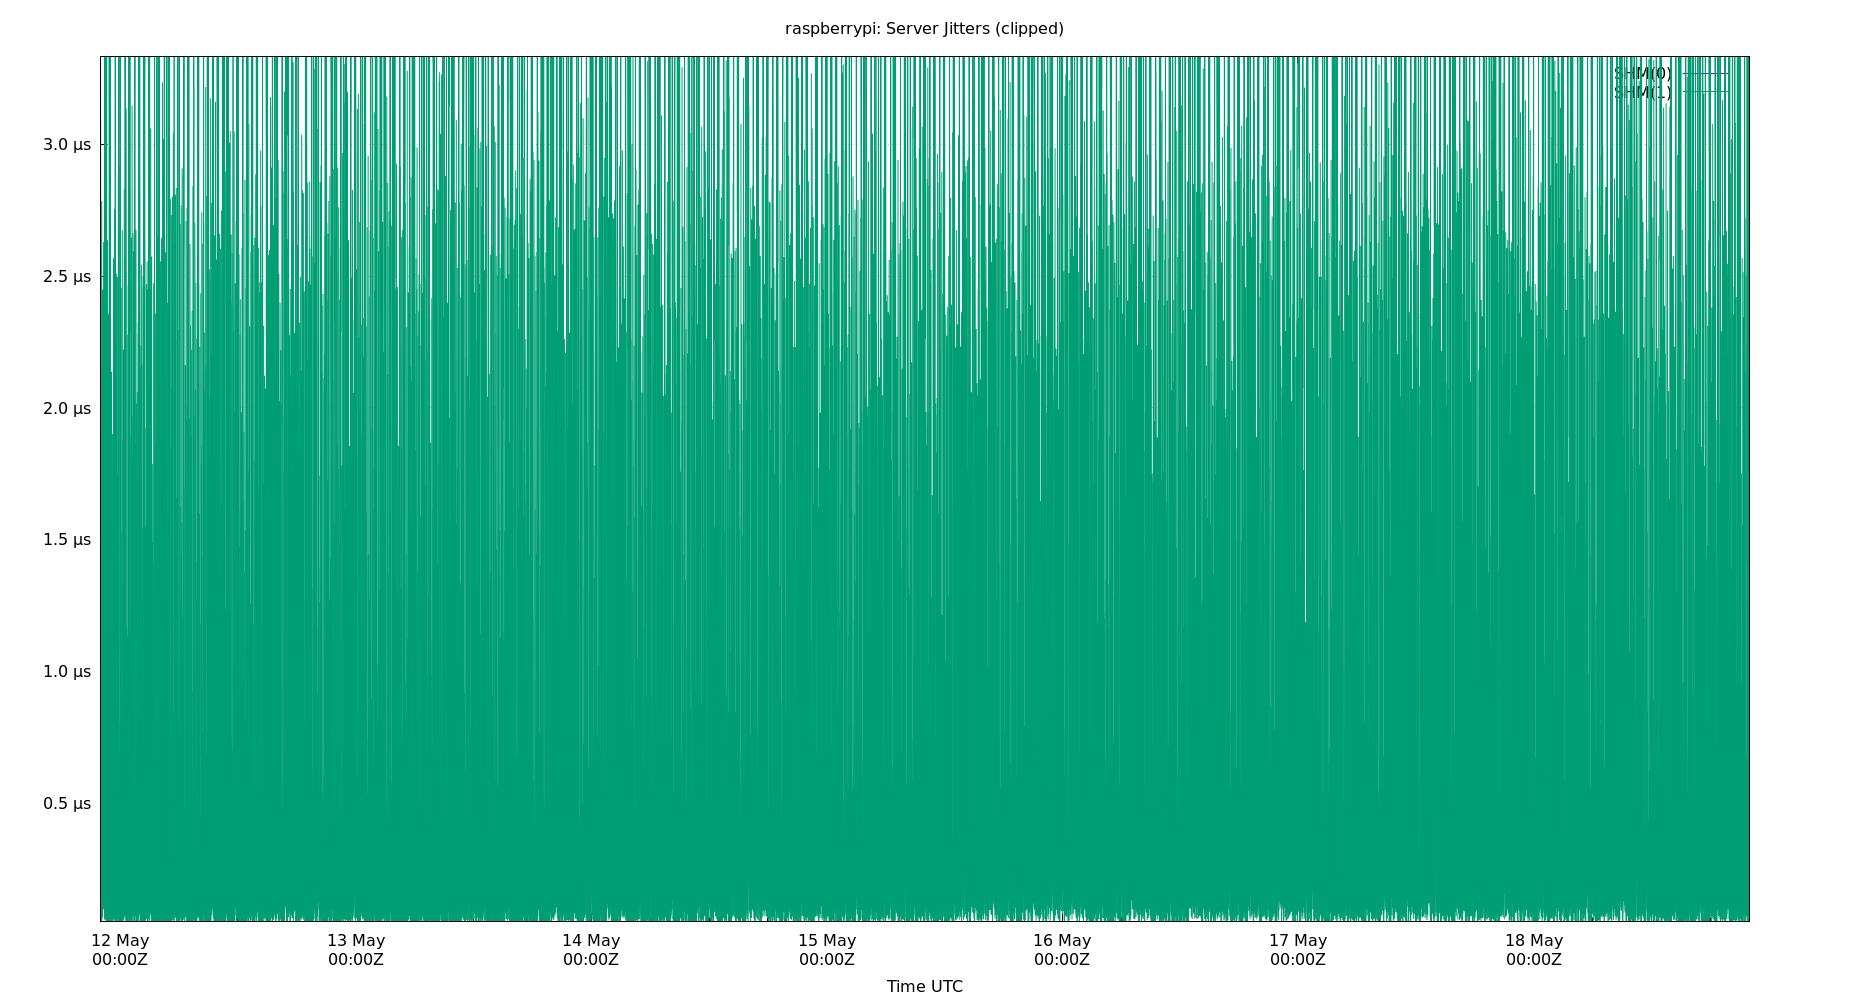 raspberrypi: Server Jitters (clipped)
SHM(0)
SHM(1)
3.0 µs
2.5 µs
2.0 µs
1.5 µs
1.0 µs
0.5 µs
12 May 13 May 14 May 15 May 16 May 17 May 18 May
00:00Z 00:00Z 00:00Z 00:00Z 00:00Z 00:00Z 00:00Z
Time UTC